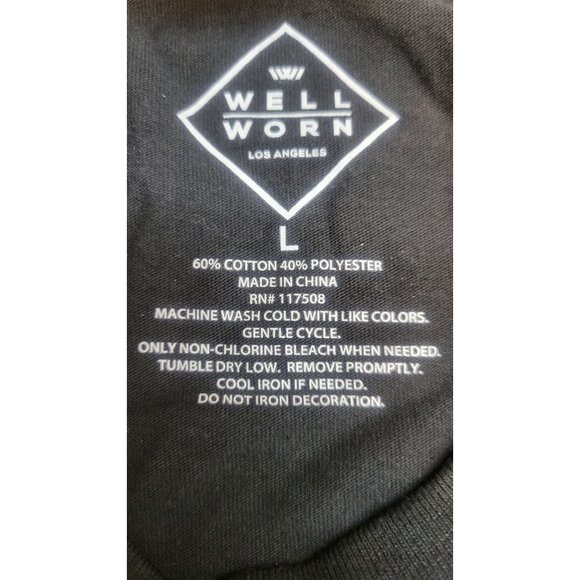 WELL
WORN
LOS ANGELES
L
60% COTTON 40% POLYESTER
MADE IN CHINA
RN# 117508
MACHINE WASH COLD WITH LIKE COLORS.
GENTLE CYCLE.
ONLY NON-CHLORINE BLEACH WHEN NEEDED.
TUMBLE DRY LOW. REMOVE PROMPTLY.
COOL IRON IF NEEDED.
DO NOT IRON DECORATION.